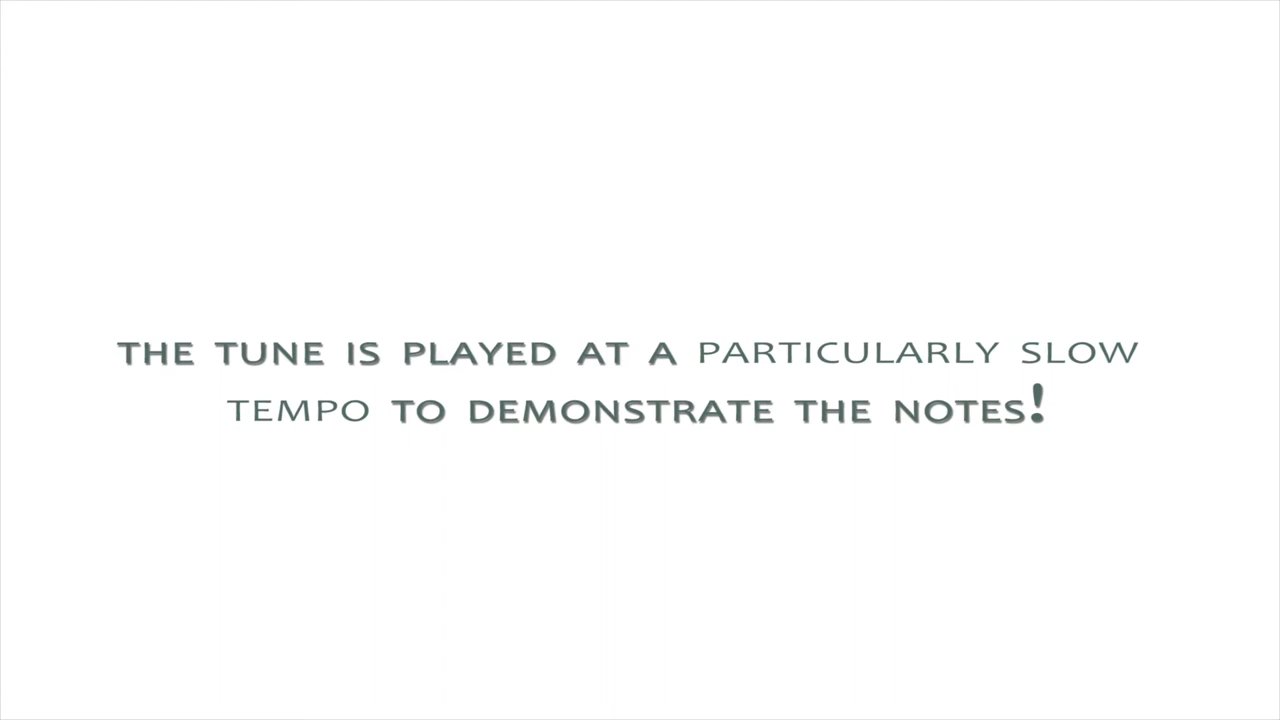 THE TUNE IS PLAYED AT A PARTICULARLY SLOW
TEMPO TO DEMONSTRATE THE NOTES!